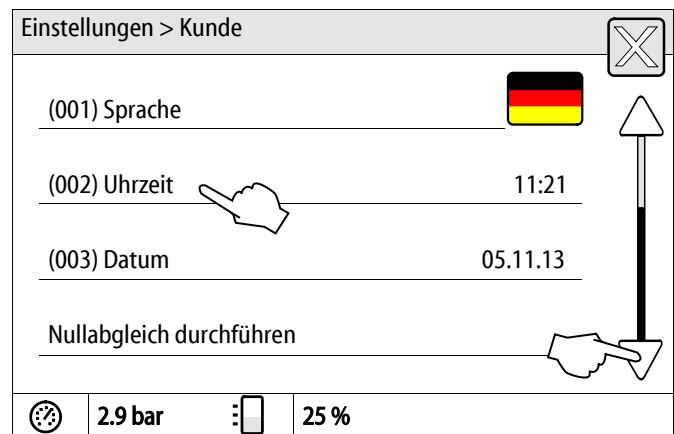 Einstellungen > Kunde
X
(001) Sprache
(002) Uhrzeit 11:21
(003) Datum 05.11.13
Nullabgleich durchführen
2.9 bar 25 %